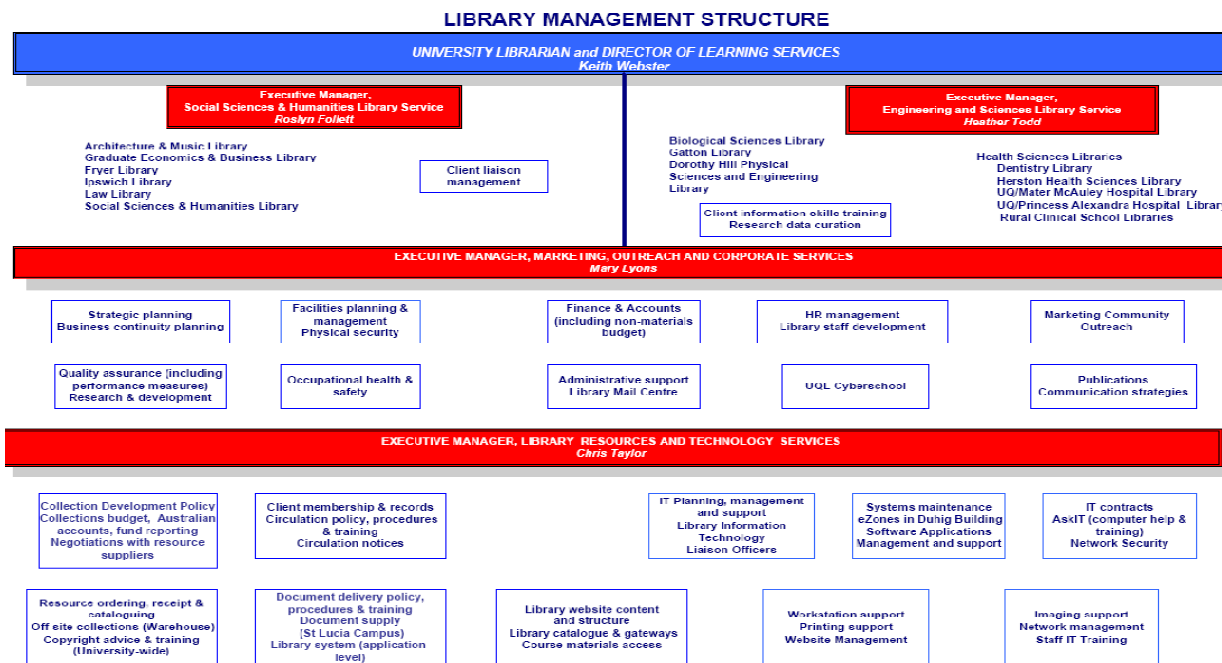 LIBRARY MANAGEMENT STRUCTURE
UNIVERSITY LIBRARIAN and DIRECTOR OF LEARNING SERVICES
Keith Webster
Executive Manager,
Social Sciences & Humanities Library Service
Roslyn Follett
Executive Manager,
Engineering and Sciences Library Service
Heather Todd
Architecture & Music Library
Graduate Economics & Business Library
Fryer Library
Ipswich Library
Law Library
Social Sciences & Humanities Library
Client liaison
management
Biological Sciences Library
Gatton Library
Dorothy Hill Physical
Sciences and Engineering
Library
Client information skills training
Research data curation
Health Sciences Libraries
Dentistry Library
Herston Health Sciences Library
UQ/Mater McAuley Hospital Library
UQ/Princess Alexandra Hospital Library
Rural Clinical School Libraries
EXECUTIVE MANAGER, MARKETING, OUTREACH AND CORPORATE SERVICES
Mary Lyons
Strategic planning
Business continuity planning
Facilities planning &
management
Physical security
Finance & Accounts
(including non-materials
budget)
HR management
Library staff development
Marketing Community
Outreach
Quality assurance (including
performance measures)
Research & development
Occupational health &
safety
Administrative support
Library Mail Centre
UQL Cyberschool
Publications
Communication strategies
EXECUTIVE MANAGER, LIBRARY RESOURCES AND TECHNOLOGY SERVICES
Chris Taylor
Collection Development Policy
Collections budget, Australian
accounts, fund reporting
Negotiations with resource
suppliers
Client membership & records
Circulation policy, procedures
& training
Circulation notices
IT Planning, management
and support
Library Information
Technology
Liaison Officers
Systems maintenance
eZones in Duhig Building
Software Applications
Management and support
IT contracts
AskIT (computer help &
training)
Network Security
Resource ordering, receipt &
cataloguing
Off site collections (Warehouse)
Copyright advice & training
(University-wide)
Document delivery policy,
procedures & training
Document supply
(St Lucia Campus)
Library system (application
level)
Library website content
and structure
Library catalogue & gateways
Course materials access
Workstation support
Printing support
Website Management
Imaging support
Network management
Staff IT Training